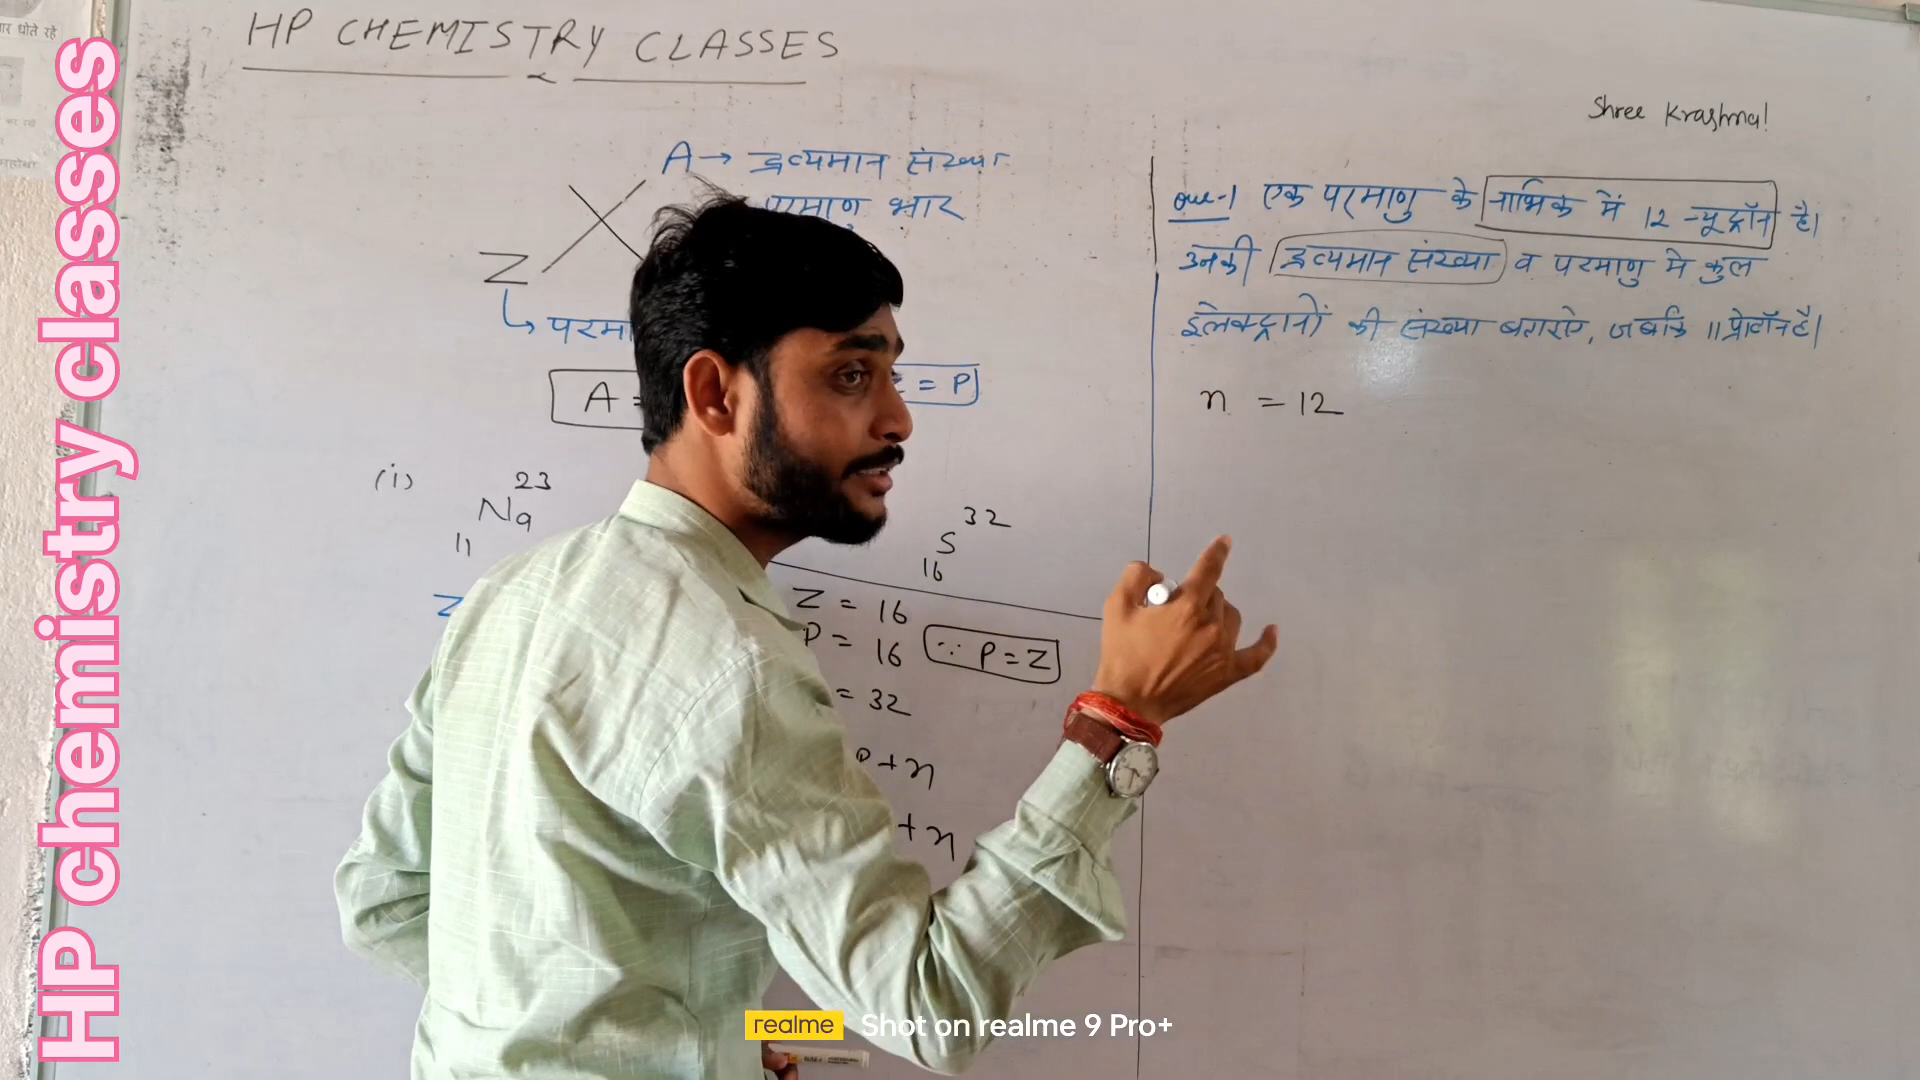 HP chemistry classes
HP CHEMISTRY CLASSES
Shree Krashna!
A → द्रव्यमान संख्या
परमाणु भार
X
Z
परमा
A =
= P
(i)
23
Na
11
Z
32
S
16
Z = 16
P = 16 ∵ P = Z
= 32
P + n
+ n
Que-1 एक परमाणु के नाभिक में 12 न्यूट्रॉन है।
उनकी द्रव्यमान संख्या व परमाणु मे कुल
इलेक्ट्रानों की संख्या बताए, जबकि 11 प्रोटॉन है।
n = 12
realme Shot on realme 9 Pro+